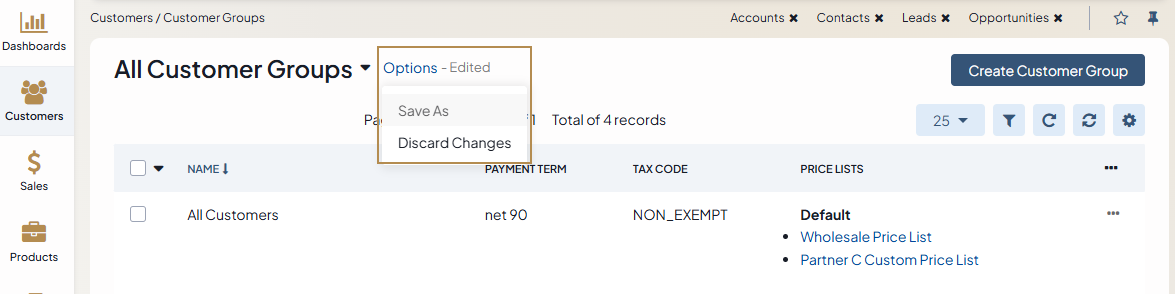 Dashboards
Customers
Sales
Products
Customers / Customer Groups
Accounts ✖ Contacts ✖ Leads ✖ Opportunities ✖
All Customer Groups Options - Edited
Create Customer Group
Save As
Discard Changes
1 Total of 4 records
25
NAME PAYMENT TERM TAX CODE PRICE LISTS
All Customers net 90 NON_EXEMPT Default
Wholesale Price List
Partner C Custom Price List